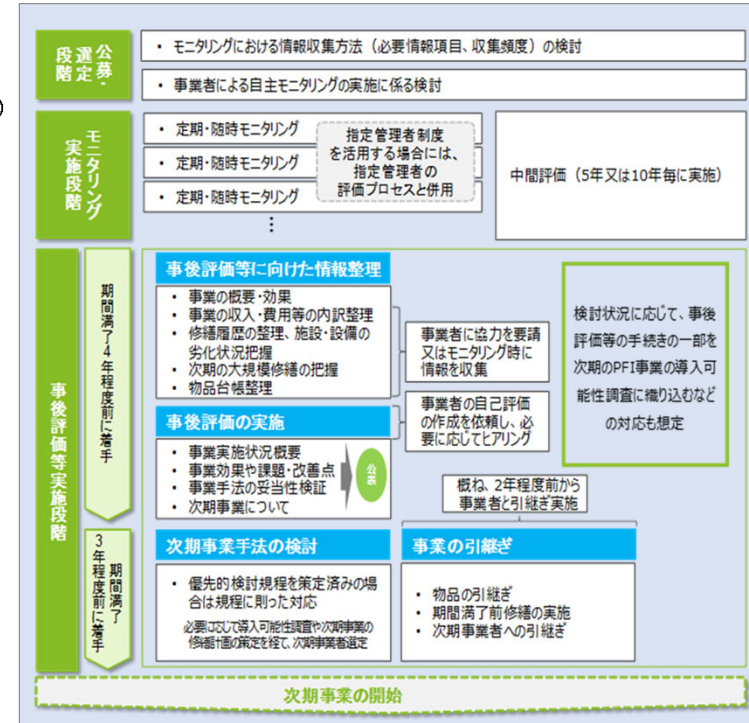 公募・
選定
段階
・ モニタリングにおける情報収集方法（必要情報項目、収集頻度）の検討
・ 事業者による自主モニタリングの実施に係る検討
モニタリング
実施段階
・ 定期・随時モニタリング
・ 定期・随時モニタリング
・ 定期・随時モニタリング
⋮
指定管理者制度
を活用する場合には、
指定管理者の
評価プロセスと併用
中間評価（5年又は10年毎に実施）
事後評価等実施段階
期間満了4年程度前に着手
事後評価等に向けた情報整理
・ 事業の概要・効果
・ 事業の収入・費用等の内訳整理
・ 修繕履歴の整理、施設・設備の
劣化状況把握
・ 次期の大規模修繕の把握
・ 物品台帳整理
事業者に協力を要請
又はモニタリング時に
情報を収集
検討状況に応じて、事後
評価等の手続きの一部を
次期のPFI事業の導入可
能性調査に織り込むなど
の対応も想定
事後評価の実施
・ 事業実施状況概要
・ 事業効果や課題・改善点
・ 事業手法の妥当性検証
・ 次期事業について
公表
事業者の自己評価
の作成を依頼し、必
要に応じてヒアリング
概ね、2年程度前から
事業者と引継ぎ実施
期間満了
3年程度前に着手
次期事業手法の検討
・ 優先的検討規程を策定済みの場
合は規程に則った対応
必要に応じて導入可能性調査や次期事業の
修繕計画の策定を経て、次期事業者選定
事業の引継ぎ
・ 物品の引継ぎ
・ 期間満了前修繕の実施
・ 次期事業者への引継ぎ
次期事業の開始